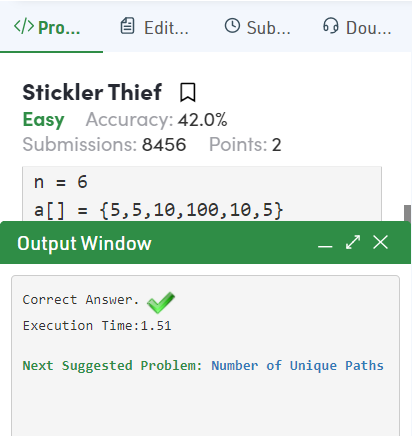 </> Pro... Edit... Sub... Dou...
Stickler Thief
Easy Accuracy: 42.0%
Submissions: 8456 Points: 2
n = 6
a[] = {5,5,10,100,10,5}
Output Window
Correct Answer.
Execution Time:1.51
Next Suggested Problem: Number of Unique Paths